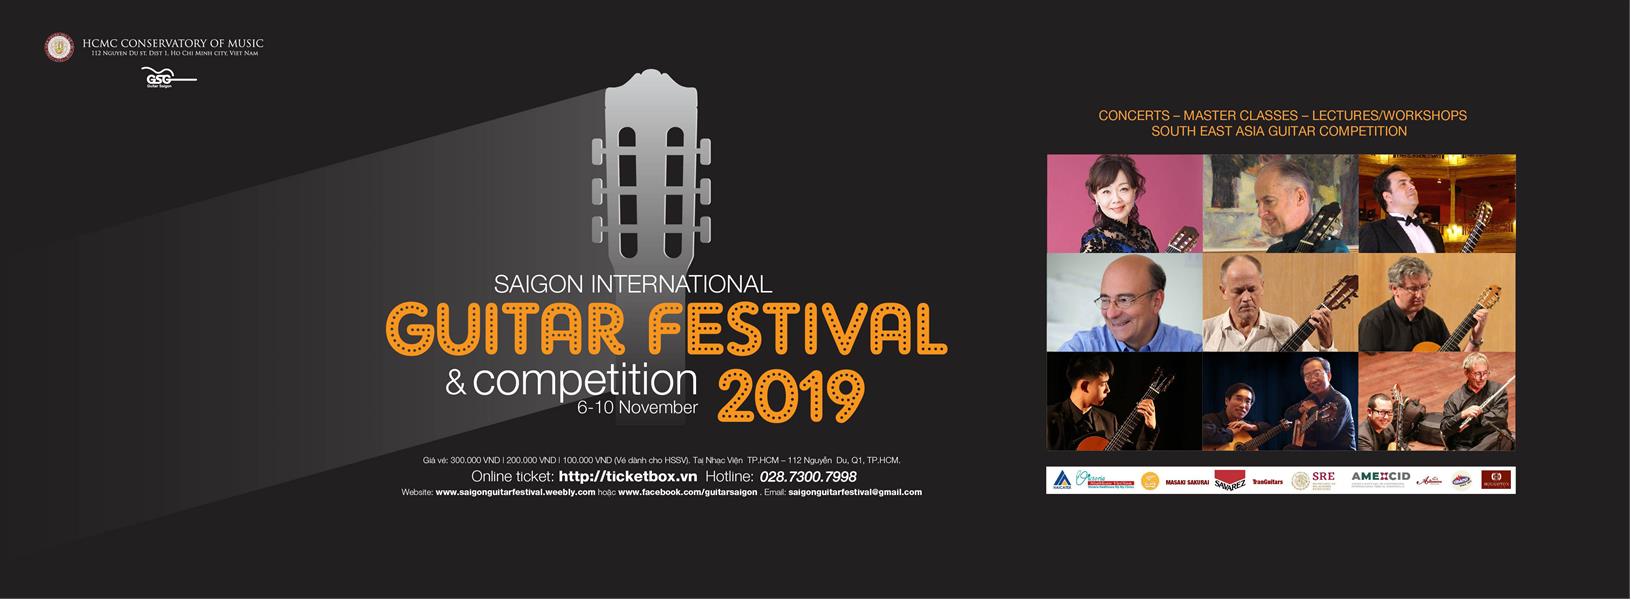 HCMC CONSERVATORY OF MUSIC
112 NGUYEN DU ST, DIST 1, HO CHI MINH CITY, VIET NAM
GSG
Guitar Saigon
SAIGON INTERNATIONAL
GUITAR FESTIVAL
& competition 2019
6-10 November
Giá vé: 300.000 VND | 200.000 VND | 100.000 VND (Vé dành cho HSSV). Tại Nhạc Viện TP.HCM – 112 Nguyễn Du, Q1, TP.HCM.
Online ticket: http://ticketbox.vn Hotline: 028.7300.7998
Website: www.saigonguitarfestival.weebly.com hoặc www.facebook.com/guitarsaigon . Email: saigonguitarfestival@gmail.com
CONCERTS – MASTER CLASSES – LECTURES/WORKSHOPS
SOUTH EAST ASIA GUITAR COMPETITION
Victoria MASAKI SAKURAI SAVAREZ TranGuitars SRE AMEXCID